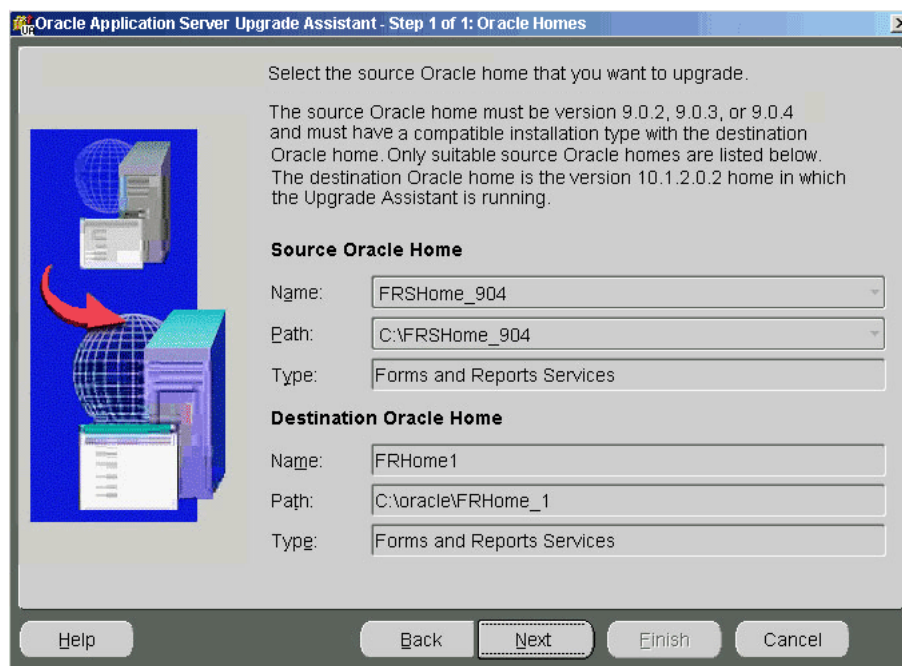 UP
Oracle Application Server Upgrade Assistant - Step 1 of 1: Oracle Homes
Select the source Oracle home that you want to upgrade.
The source Oracle home must be version 9.0.2, 9.0.3, or 9.0.4
and must have a compatible installation type with the destination
Oracle home. Only suitable source Oracle homes are listed below.
The destination Oracle home is the version 10.1.2.0.2 home in which
the Upgrade Assistant is running.
Source Oracle Home
Name: FRSHome_904
Path: C:\FRSHome_904
Type: Forms and Reports Services
Destination Oracle Home
Name: FRHome1
Path: C:\oracle\FRHome_1
Type: Forms and Reports Services
Help Back Next Finish Cancel